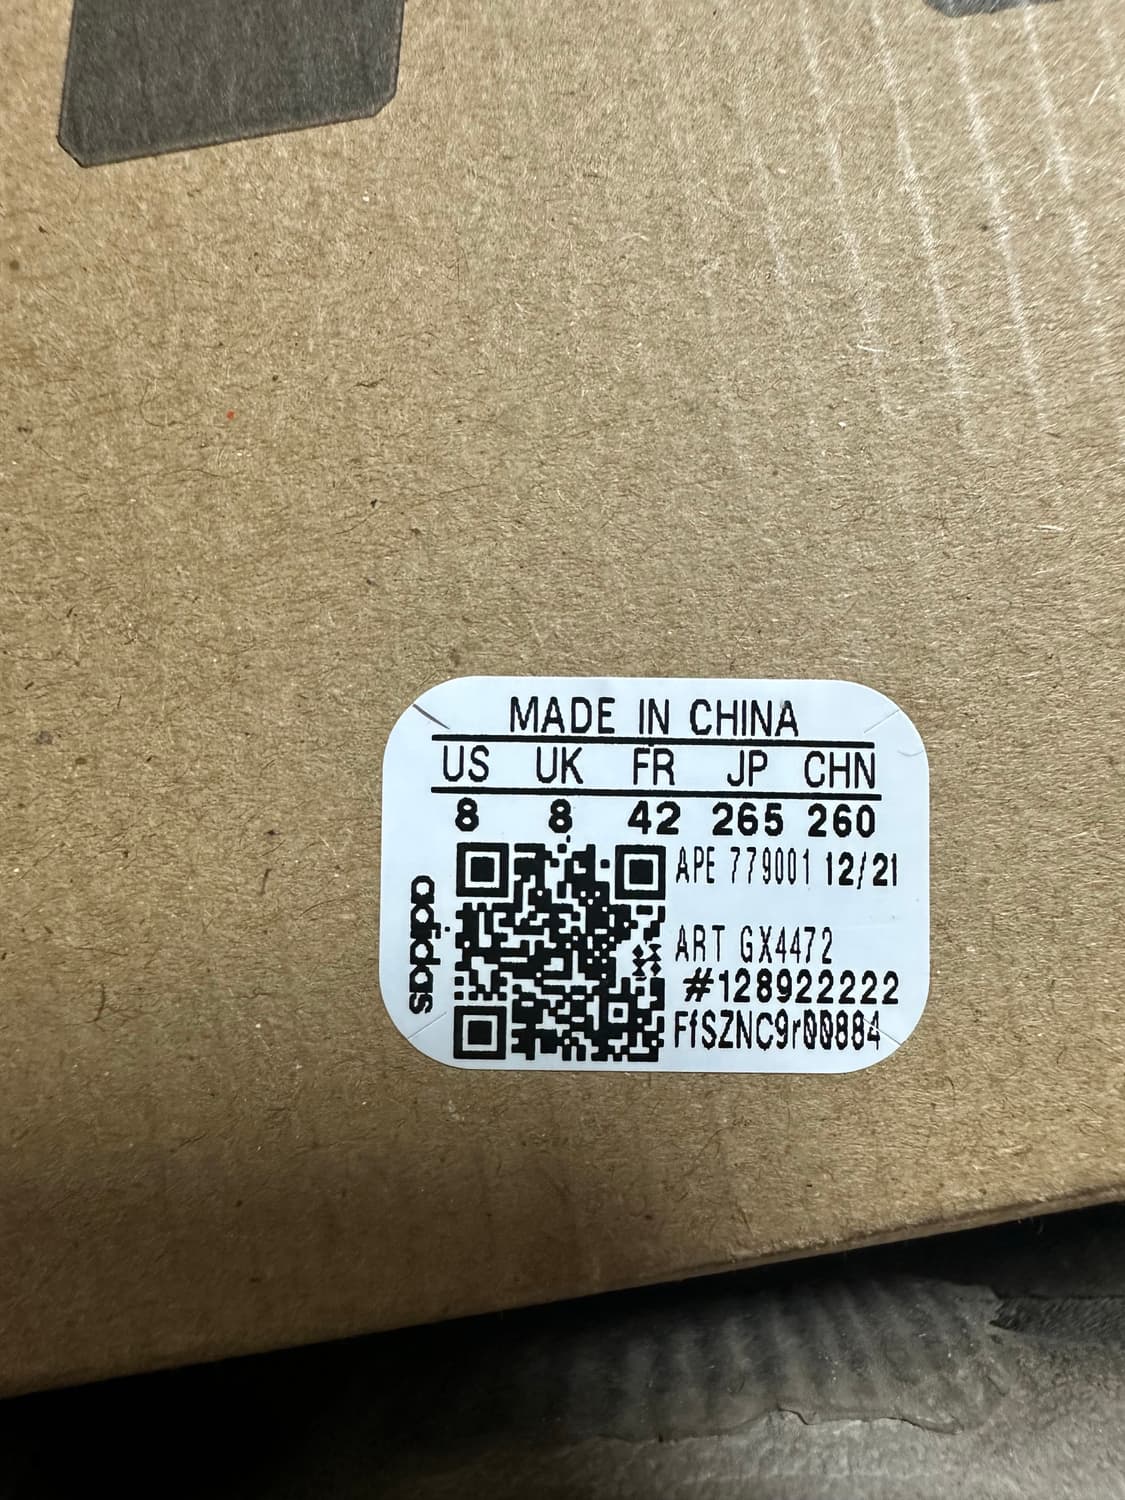 MADE IN CHINA
US UK FR JP CHN
8 8 42 265 260
APE 779001 12/21
ART GX4472
#128922222
FfSZNC9r00884
adidas